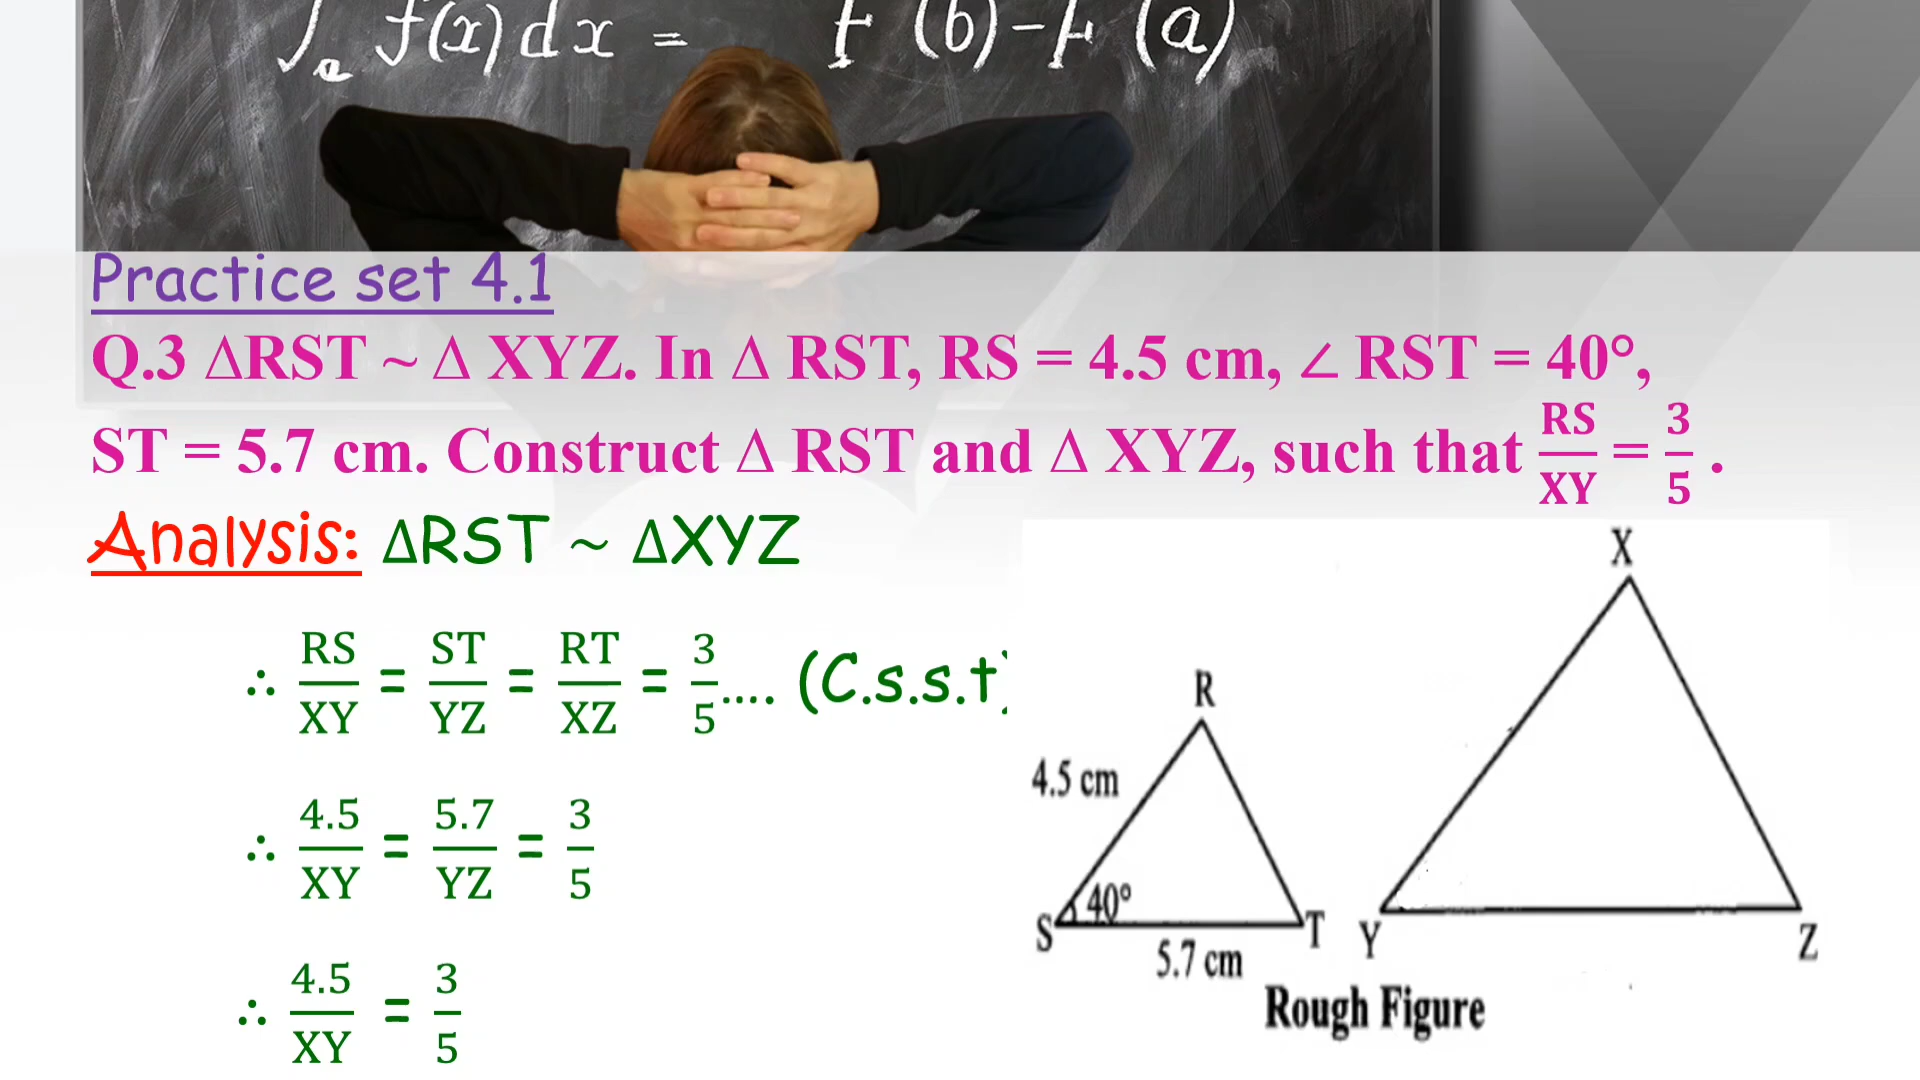 ∫ₐ f(x)dx = F(b)-F(a)
Practice set 4.1
Q.3 ΔRST ~ Δ XYZ. In Δ RST, RS = 4.5 cm, ∠ RST = 40°,
ST = 5.7 cm. Construct Δ RST and Δ XYZ, such that RS/XY = 3/5 .
Analysis: ΔRST ~ ΔXYZ
∴ RS/XY = ST/YZ = RT/XZ = 3/5.... (C.s.s.t)
∴ 4.5/XY = 5.7/YZ = 3/5
∴ 4.5/XY = 3/5
X
R
4.5 cm
40°
S
T
Y
Z
5.7 cm
Rough Figure